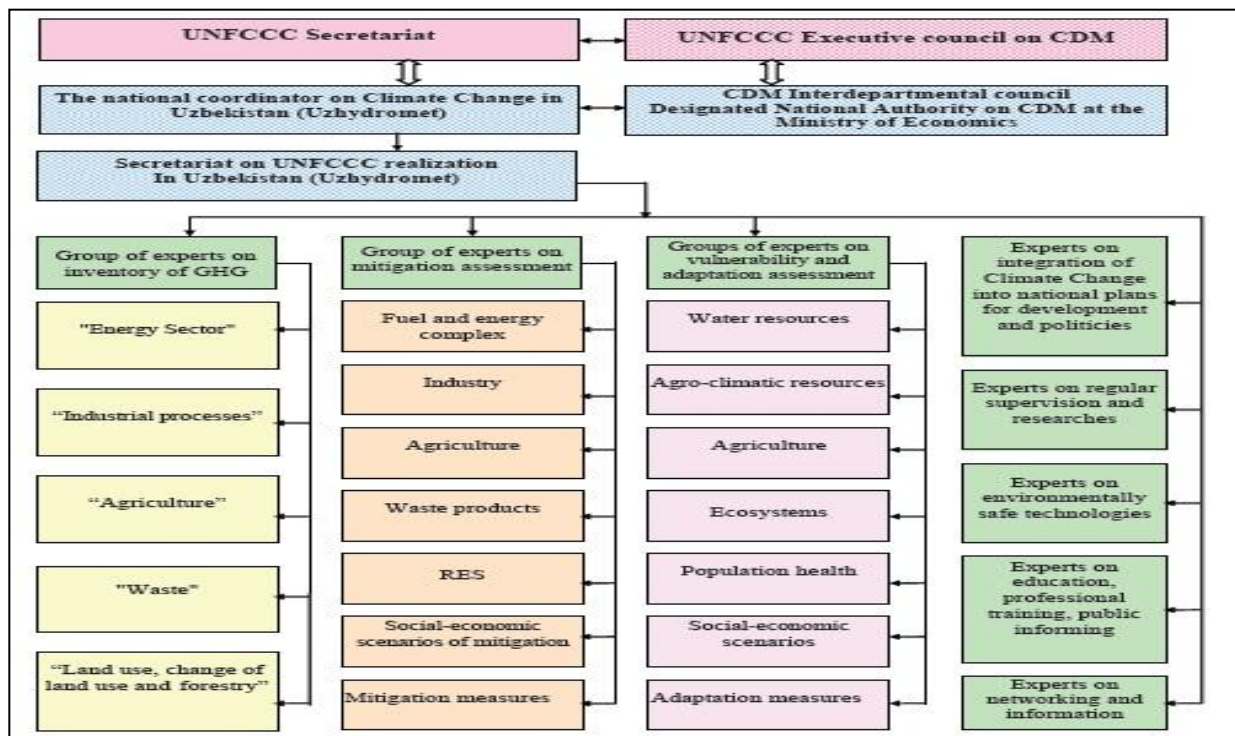 UNFCCC Secretariat
UNFCCC Executive council on CDM
The national coordinator on Climate Change in
Uzbekistan (Uzhydromet)
CDM Interdepartmental council
Designated National Authority on CDM at the
Ministry of Economics
Secretariat on UNFCCC realization
In Uzbekistan (Uzhydromet)
Group of experts on
inventory of GHG
"Energy Sector"
“Industrial processes”
“Agriculture”
"Waste"
“Land use, change of
land use and forestry”
Group of experts on
mitigation assessment
Fuel and energy
complex
Industry
Agriculture
Waste products
RES
Social-economic
scenarios of mitigation
Mitigation measures
Groups of experts on
vulnerability and
adaptation assessment
Water resources
Agro-climatic resources
Agriculture
Ecosystems
Population health
Social-economic
scenarios
Adaptation measures
Experts on
integration of
Climate Change
into national plans
for development
and politicies
Experts on regular
supervision and
researches
Experts on
environmentally
safe technologies
Experts on
education,
professional
training, public
informing
Experts on
networking and
information